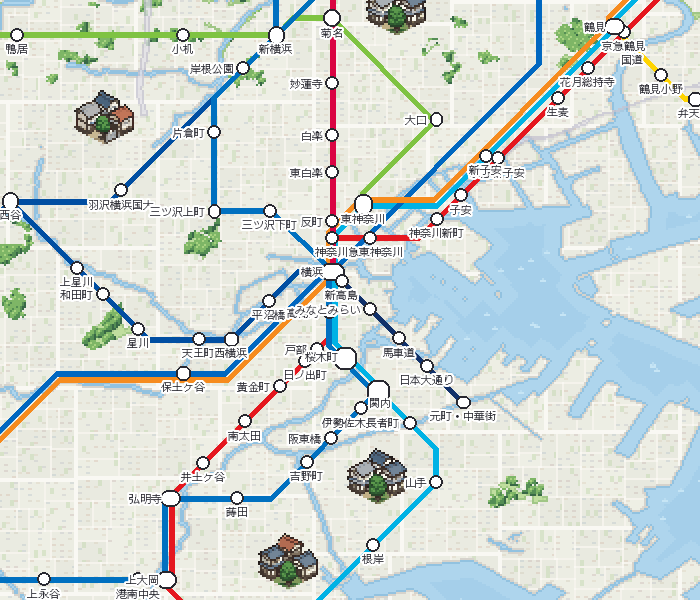 鴨居
小机
新横浜
菊名
鶴見
京急鶴見
国道
鶴見小野
弁天
岸根公園
妙蓮寺
花月総持寺
生麦
大口
片倉町
白楽
東白楽
新子安
子安
西谷
羽沢横浜国大
三ツ沢上町
三ツ沢下町
反町
東神奈川
子安
神奈川新町
神奈川
急東神奈川
上星川
和田町
横浜
新高島
みなとみらい
平沼橋
星川
天王町
西横浜
戸部
桜木町
馬車道
日本大通り
元町・中華街
保土ケ谷
黄金町
日ノ出町
関内
伊勢佐木長者町
南太田
阪東橋
井土ケ谷
吉野町
山手
弘明寺
蒔田
根岸
上永谷
上大岡
港南中央